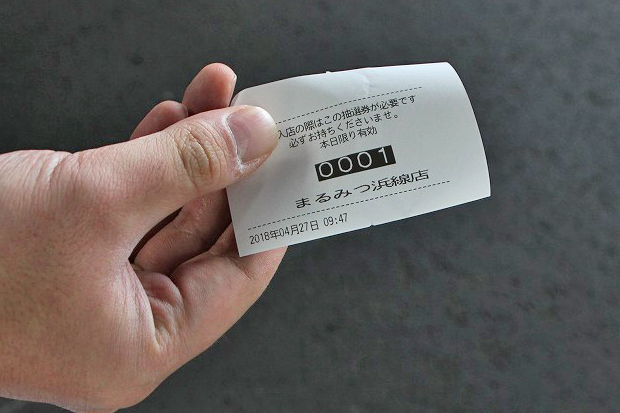 入店の際はこの抽選券が必要です
必ずお持ちくださいませ。
本日限り有効
0001
まるみつ浜線店
2018年04月27日 09:47